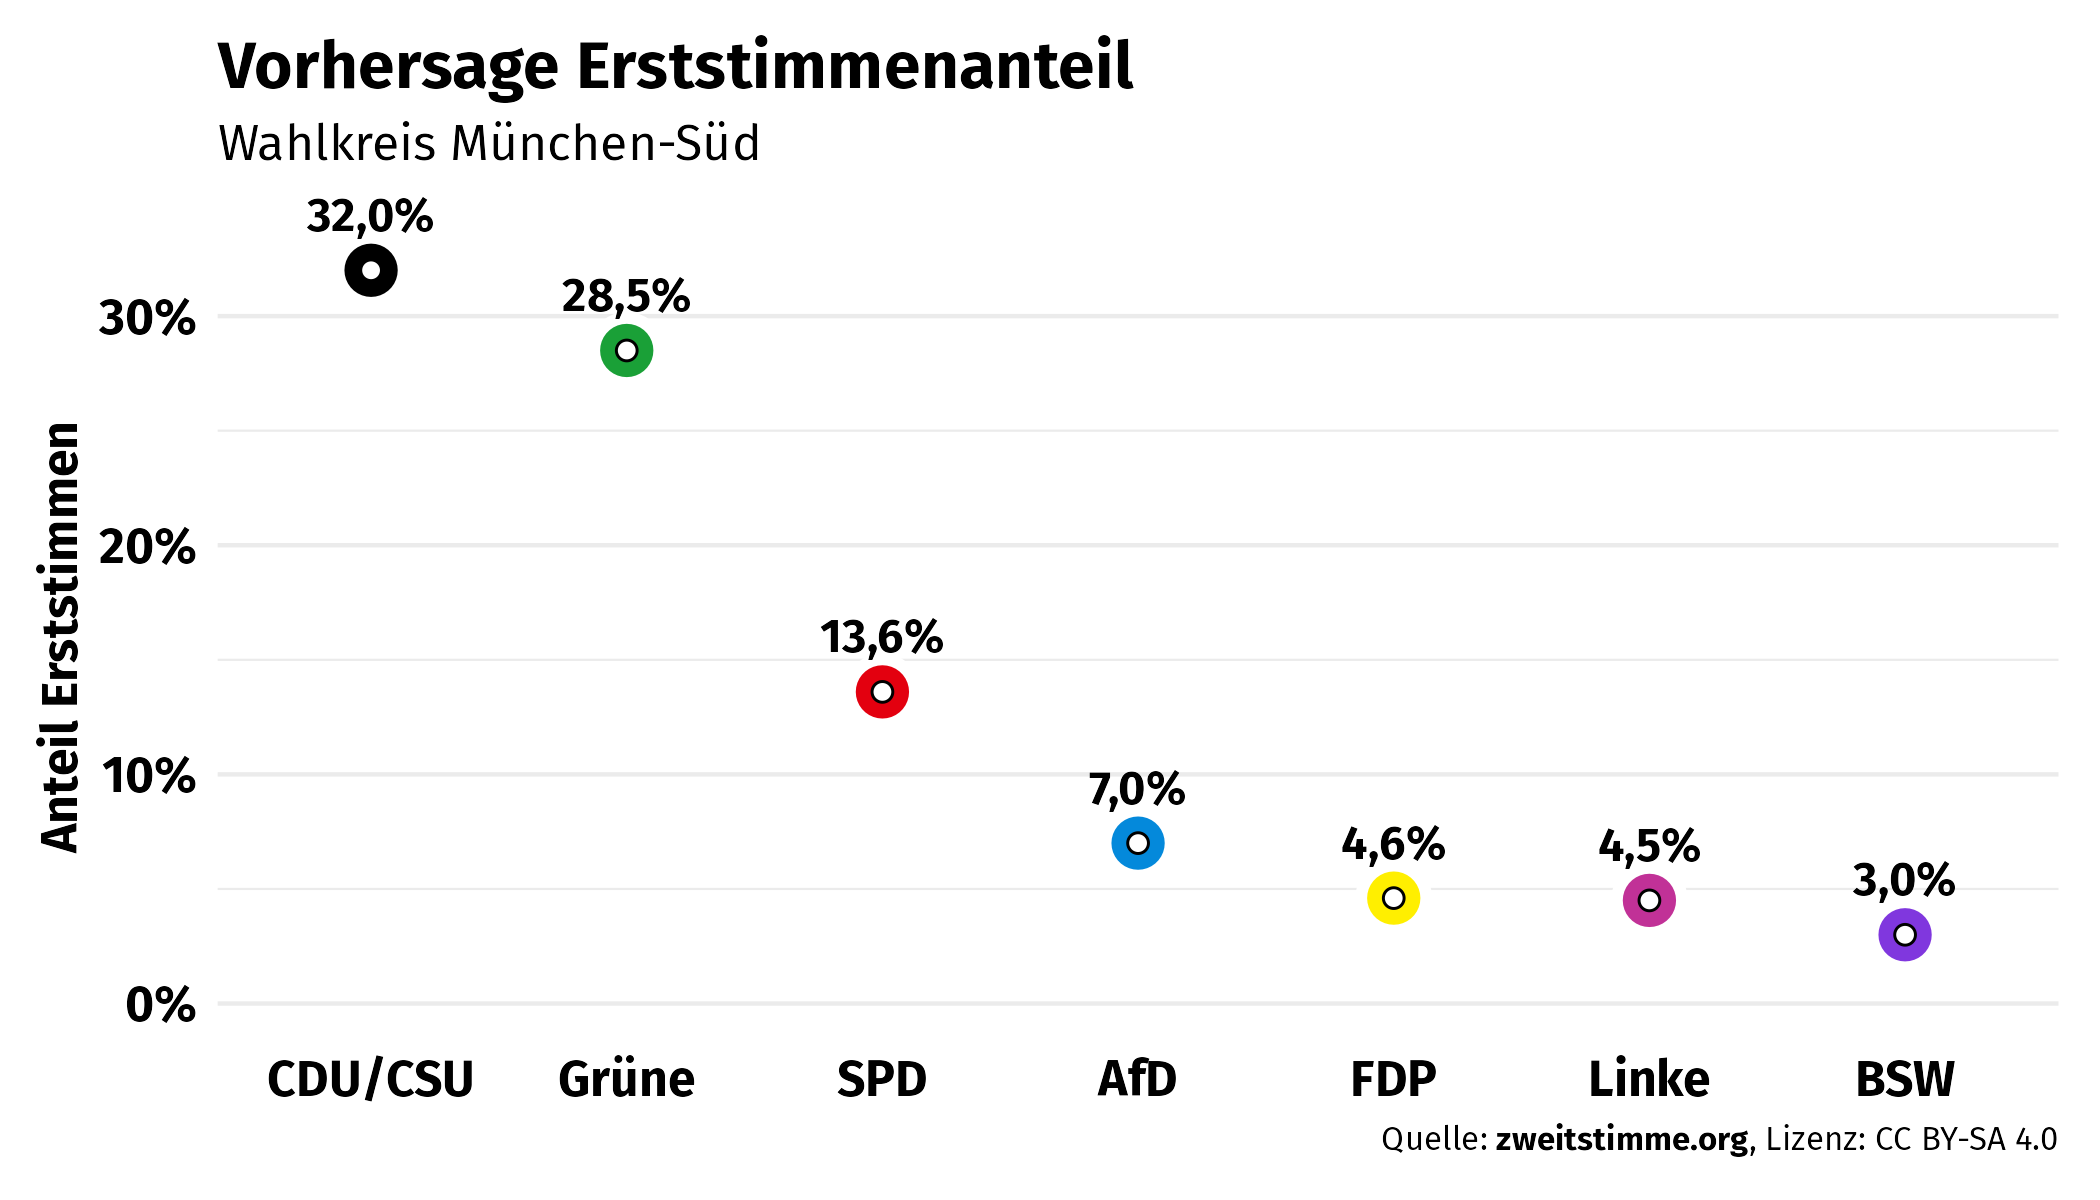 Vorhersage Erststimmenanteil
Wahlkreis München-Süd
32,0%
28,5%
30%
20%
13,6%
10%
7,0%
4,6%
4,5%
3,0%
0%
Anteil Erststimmen
CDU/CSU Grüne SPD AfD FDP Linke BSW
Quelle: zweitstimme.org, Lizenz: CC BY-SA 4.0